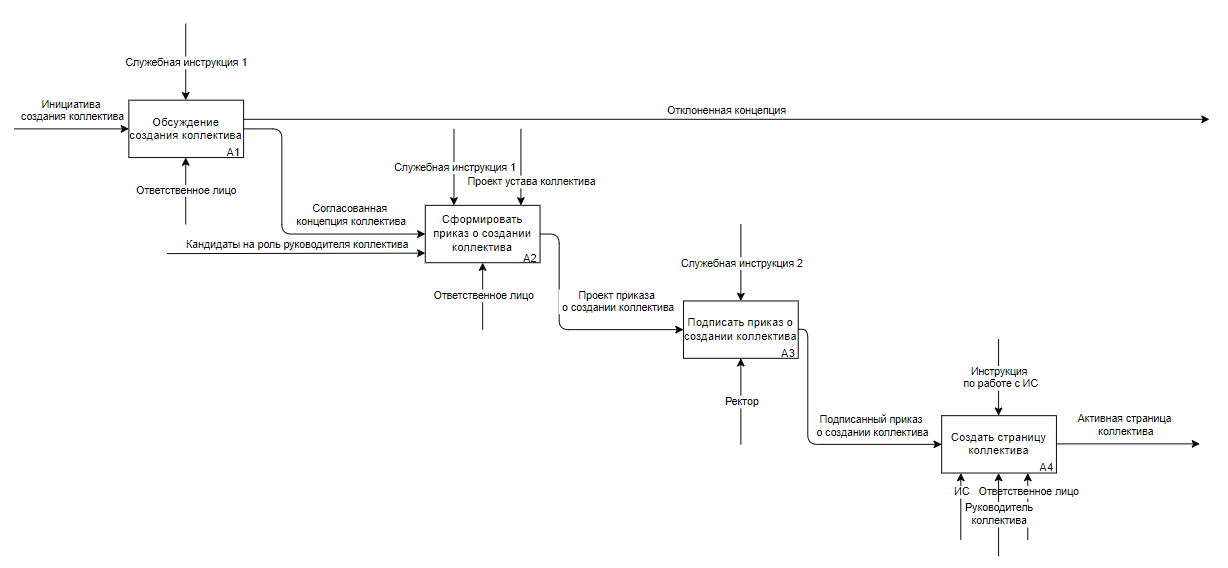 Служебная инструкция 1
Инициатива
создания коллектива
Обсуждение
создания коллектива
A1
Отклоненная концепция
Ответственное лицо
Служебная инструкция 1
Проект устава коллектива
Согласованная
концепция коллектива
Кандидаты на роль руководителя коллектива
Сформировать
приказ о создании
коллектива
A2
Ответственное лицо
Служебная инструкция 2
Проект приказа
о создании коллектива
Подписать приказ о
создании коллектива
A3
Ректор
Инструкция
по работе с ИС
Подписанный приказ
о создании коллектива
Создать страницу
коллектива
A4
Активная страница
коллектива
ИС
Ответственное лицо
Руководитель
коллектива